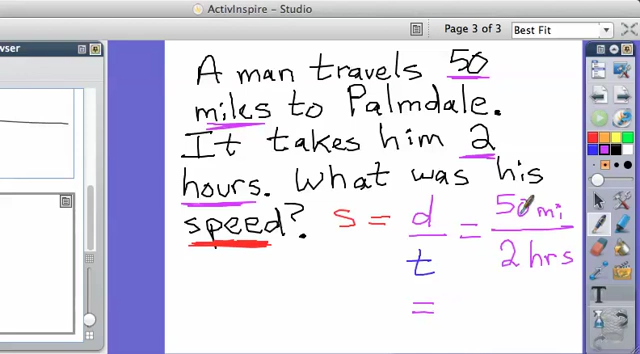 ActivInspire - Studio
Page 3 of 3
Best Fit
owser
A man travels 50
miles to Palmdale.
It takes him 2
hours. What was his
speed? s = d/t = 50 mi/2 hrs
=
T